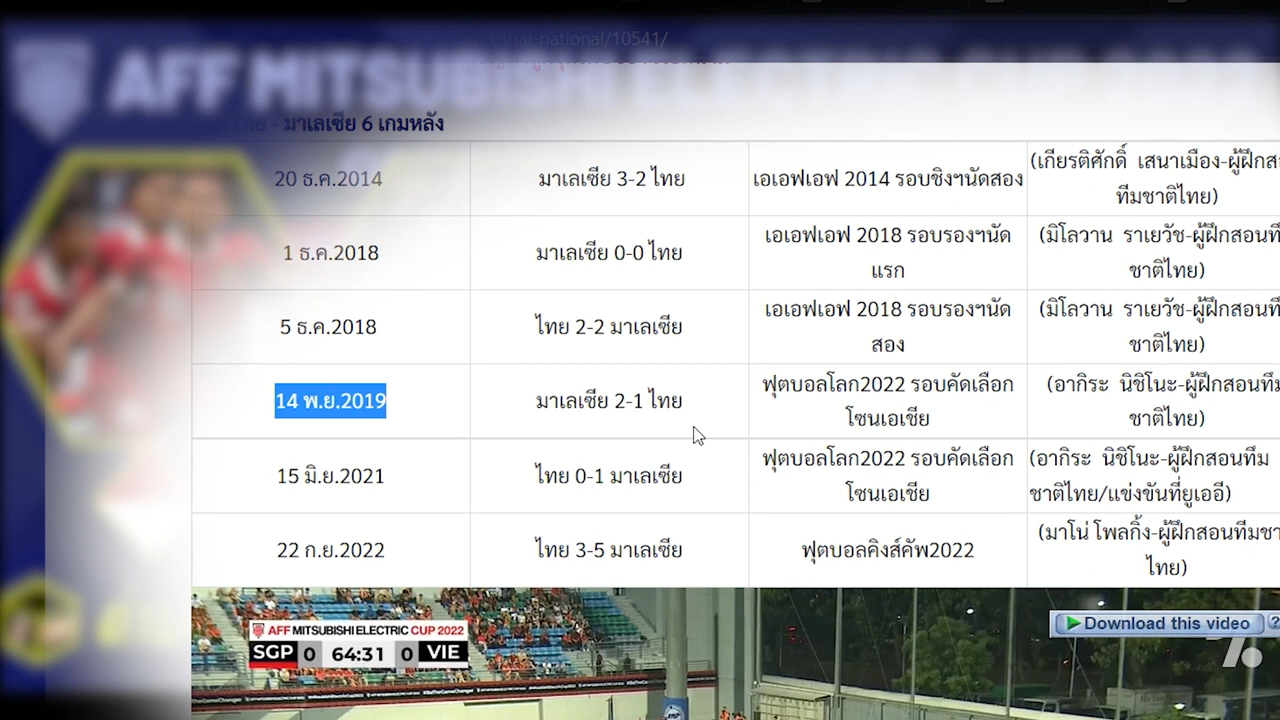 thai-national/10541/
AFF MITSUBISHI ELECTRIC CUP 2022
ไทย - มาเลเซีย 6 เกมหลัง
20 ธ.ค.2014
มาเลเซีย 3-2 ไทย
เอเอฟเอฟ 2014 รอบชิงฯนัดสอง
(เกียรติศักดิ์ เสนาเมือง-ผู้ฝึกสอ
ทีมชาติไทย)
1 ธ.ค.2018
มาเลเซีย 0-0 ไทย
เอเอฟเอฟ 2018 รอบรองฯนัด
แรก
(มิโลวาน ราเยวัช-ผู้ฝึกสอนที
ชาติไทย)
5 ธ.ค.2018
ไทย 2-2 มาเลเซีย
เอเอฟเอฟ 2018 รอบรองฯนัด
สอง
(มิโลวาน ราเยวัช-ผู้ฝึกสอนที
ชาติไทย)
14 พ.ย.2019
มาเลเซีย 2-1 ไทย
ฟุตบอลโลก2022 รอบคัดเลือก
โซนเอเชีย
(อากิระ นิชิโนะ-ผู้ฝึกสอนทีม
ชาติไทย)
15 มิ.ย.2021
ไทย 0-1 มาเลเซีย
ฟุตบอลโลก2022 รอบคัดเลือก
โซนเอเชีย
(อากิระ นิชิโนะ-ผู้ฝึกสอนทีม
ชาติไทย/แข่งขันที่ยูเออี)
22 ก.ย.2022
ไทย 3-5 มาเลเซีย
ฟุตบอลคิงส์คัพ2022
(มาโน่ โพลกิ้ง-ผู้ฝึกสอนทีมชา
ไทย)
AFF MITSUBISHI ELECTRIC CUP 2022
SGP 0 64:31 0 VIE
Download this video ?